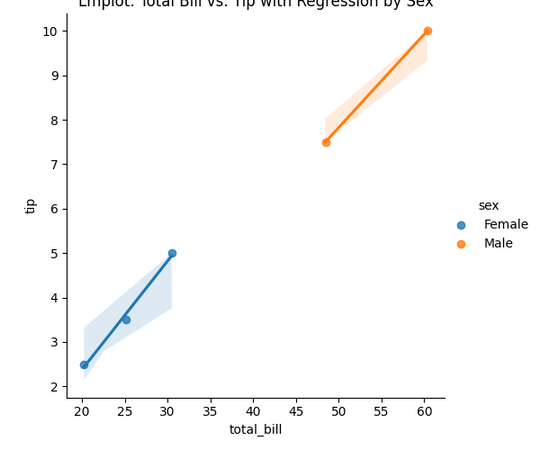 Lmplot: Total Bill vs. Tip with Regression by Sex
10
9
8
7
6
5
4
3
2
tip
20 25 30 35 40 45 50 55 60
total_bill
sex
Female
Male